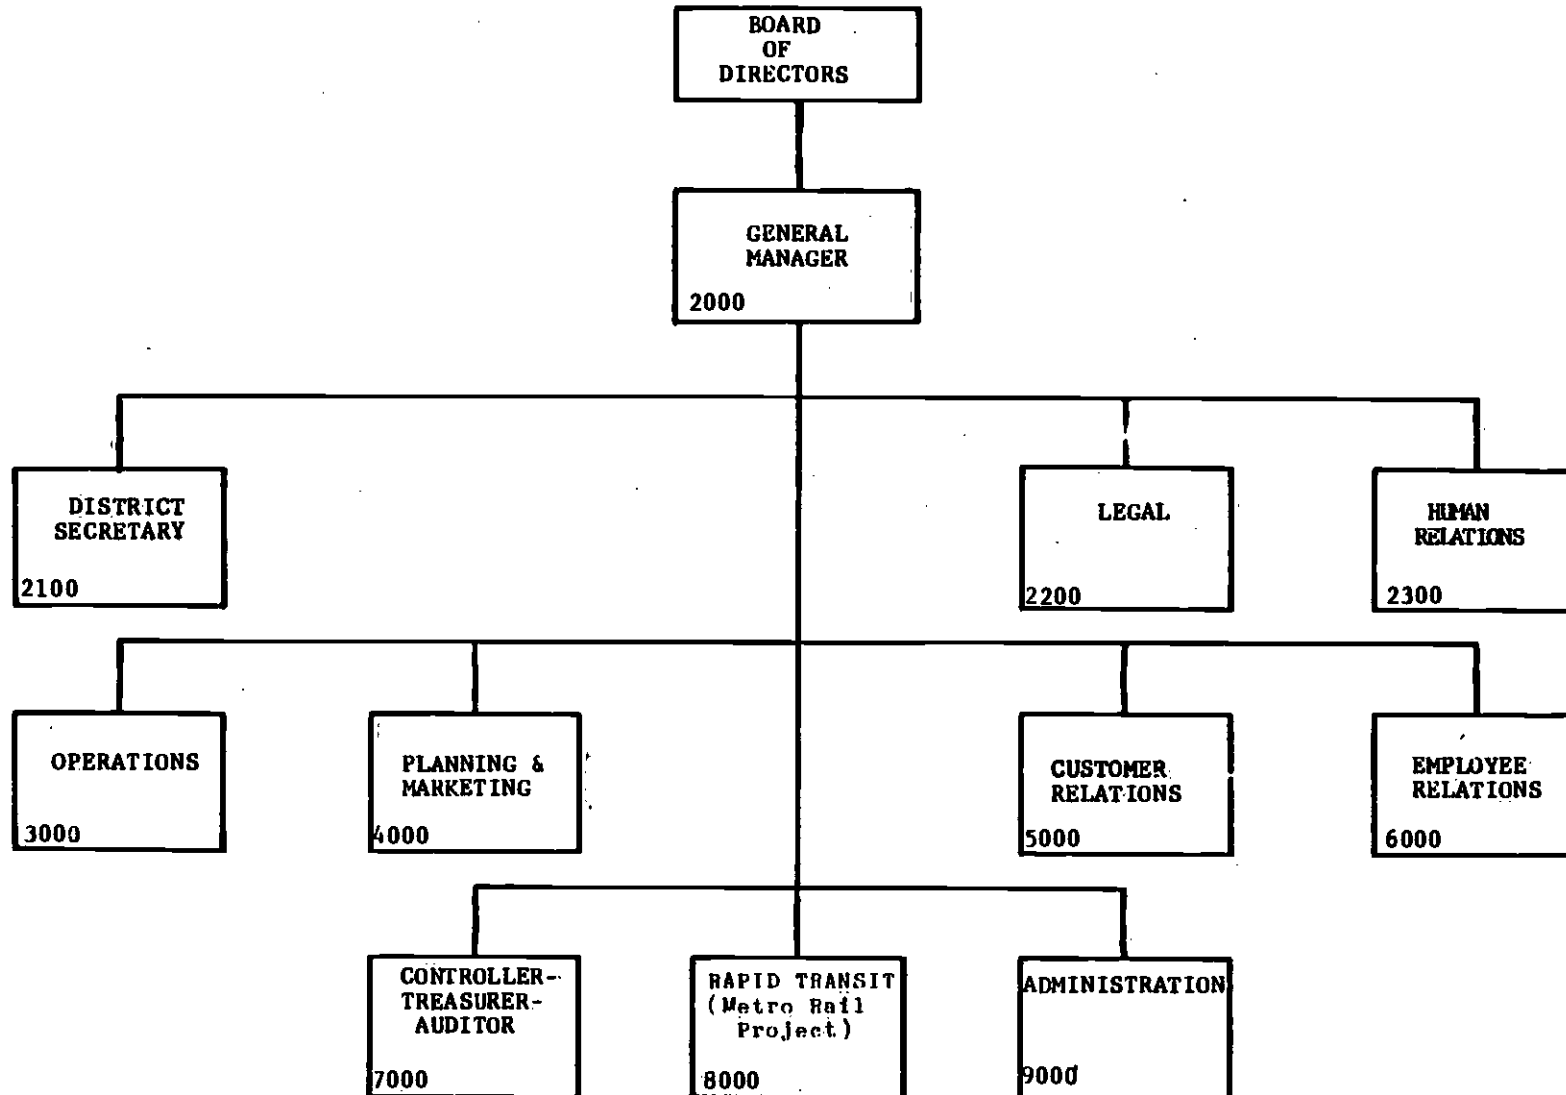 BOARD
OF
DIRECTORS
GENERAL
MANAGER
2000
DISTRICT
SECRETARY
2100
LEGAL
2200
HUMAN
RELATIONS
2300
OPERATIONS
3000
PLANNING &
MARKETING
4000
CUSTOMER
RELATIONS
5000
EMPLOYEE
RELATIONS
6000
CONTROLLER-
TREASURER-
AUDITOR
7000
RAPID TRANSIT
(Metro Rail
Project)
8000
ADMINISTRATION
9000